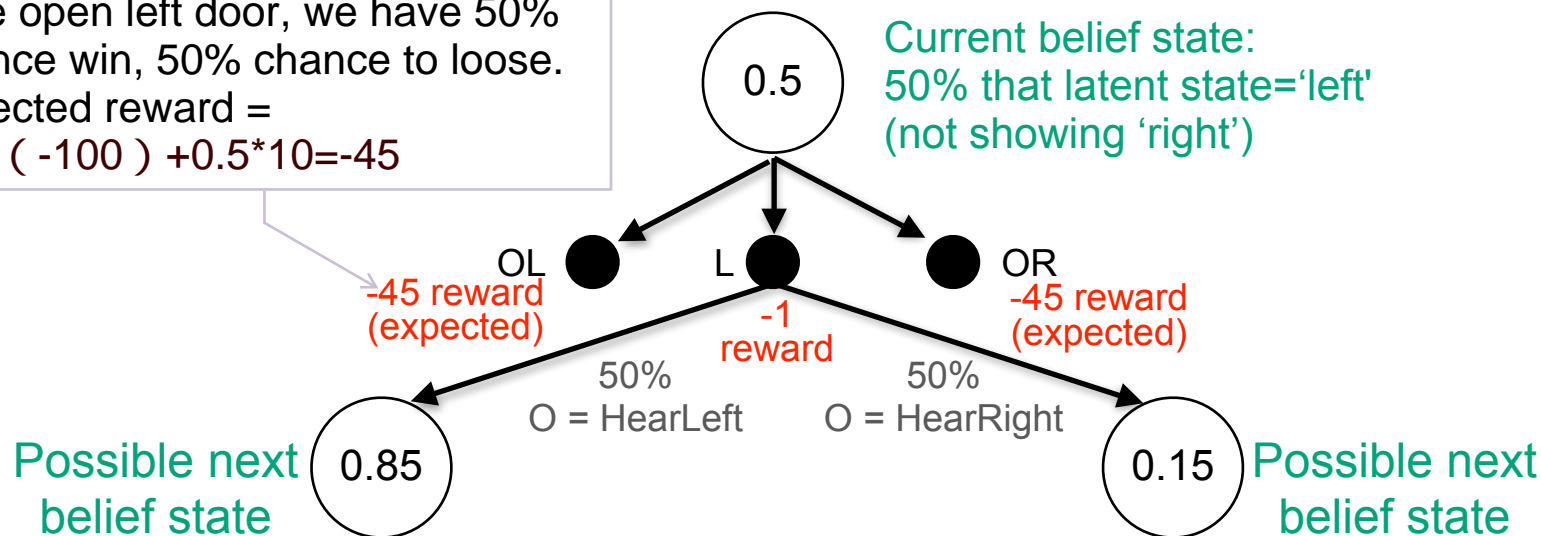 open left door, we have 50%
win, 50% chance to loose.
reward =
( -100 ) +0.5*10=-45
0.5
Current belief state:
50% that latent state=‘left'
(not showing ‘right’)
OL
L
OR
-45 reward
(expected)
-1
reward
-45 reward
(expected)
50%
O = HearLeft
50%
O = HearRight
Possible next
belief state
0.85
0.15
Possible next
belief state